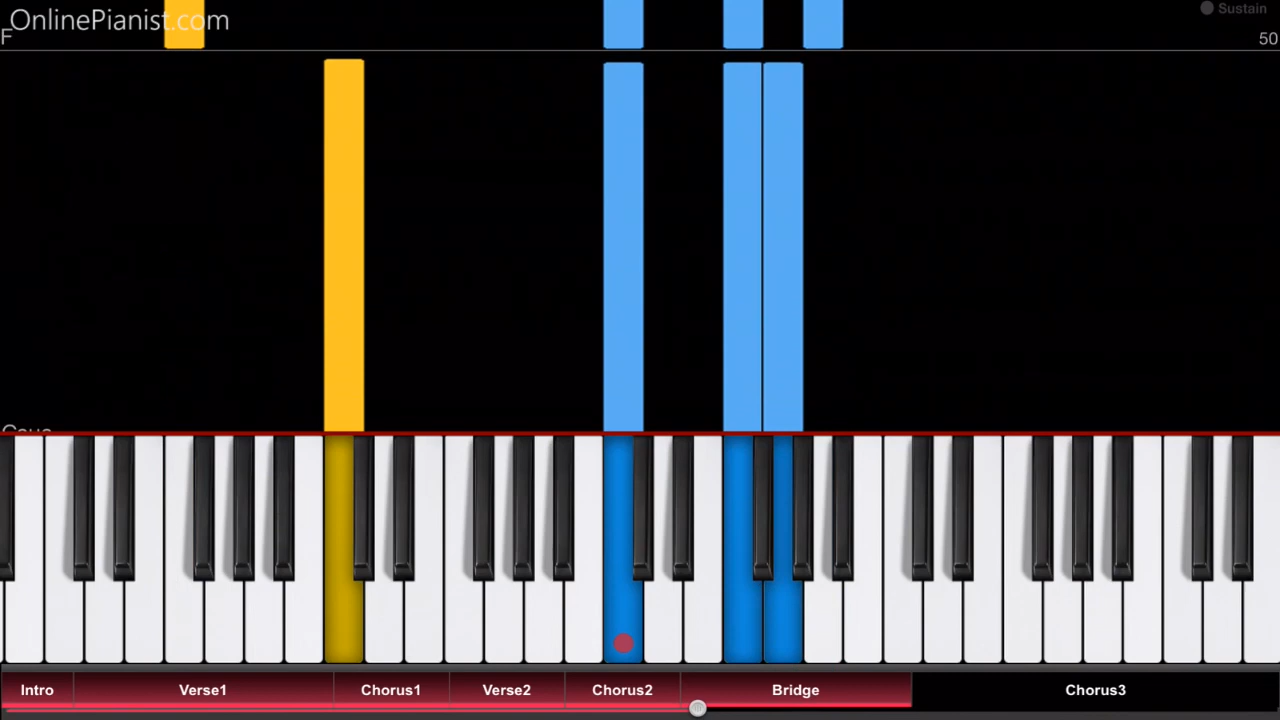 OnlinePianist.com
Sustain
F
50
Intro
Verse1
Chorus1
Verse2
Chorus2
Bridge
Chorus3